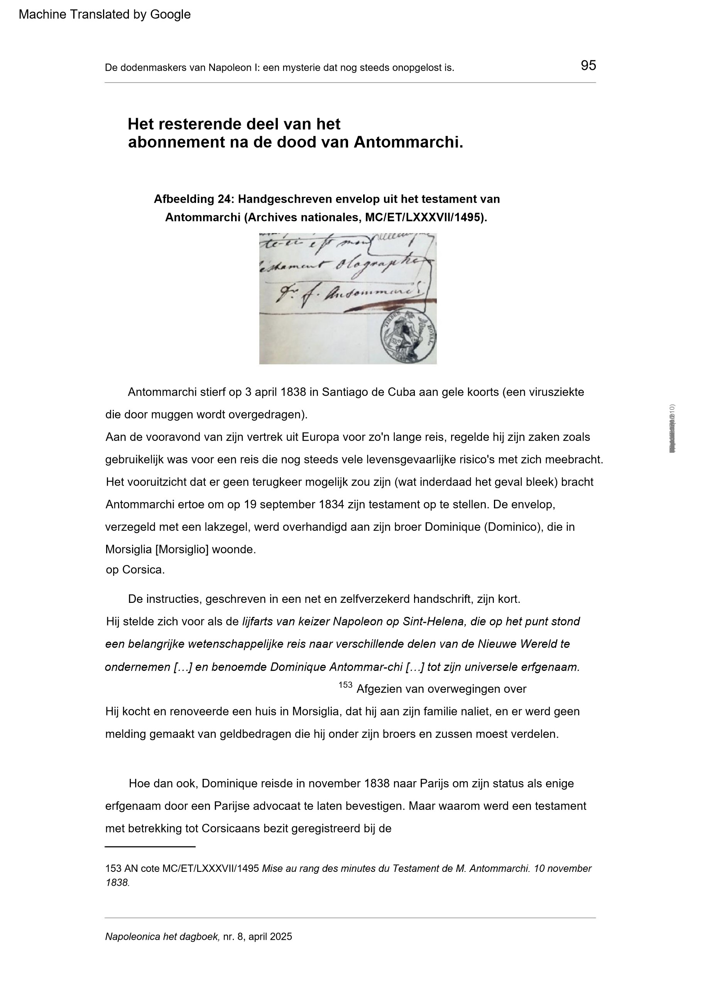 Machine Translated by Google
De dodenmaskers van Napoleon I: een mysterie dat nog steeds onopgelost is.
95
Het resterende deel van het
abonnement na de dood van Antommarchi.
Afbeelding 24: Handgeschreven envelop uit het testament van
Antommarchi (Archives nationales, MC/ET/LXXXVII/1495).
est mon
testament olographe
Dr. f. Antommarchi
TIMBRE ROYAL
Antommarchi stierf op 3 april 1838 in Santiago de Cuba aan gele koorts (een virusziekte
die door muggen wordt overgedragen).
Aan de vooravond van zijn vertrek uit Europa voor zo'n lange reis, regelde hij zijn zaken zoals
gebruikelijk was voor een reis die nog steeds vele levensgevaarlijke risico's met zich meebracht.
Het vooruitzicht dat er geen terugkeer mogelijk zou zijn (wat inderdaad het geval bleek) bracht
Antommarchi ertoe om op 19 september 1834 zijn testament op te stellen. De envelop,
verzegeld met een lakzegel, werd overhandigd aan zijn broer Dominique (Dominico), die in
Morsiglia [Morsiglio] woonde.
op Corsica.
De instructies, geschreven in een net en zelfverzekerd handschrift, zijn kort.
Hij stelde zich voor als de lijfarts van keizer Napoleon op Sint-Helena, die op het punt stond
een belangrijke wetenschappelijke reis naar verschillende delen van de Nieuwe Wereld te
ondernemen […] en benoemde Dominique Antommar-chi […] tot zijn universele erfgenaam.
153 Afgezien van overwegingen over
Hij kocht en renoveerde een huis in Morsiglia, dat hij aan zijn familie naliet, en er werd geen
melding gemaakt van geldbedragen die hij onder zijn broers en zussen moest verdelen.
Hoe dan ook, Dominique reisde in november 1838 naar Parijs om zijn status als enige
erfgenaam door een Parijse advocaat te laten bevestigen. Maar waarom werd een testament
met betrekking tot Corsicaans bezit geregistreerd bij de
153 AN cote MC/ET/LXXXVII/1495 Mise au rang des minutes du Testament de M. Antommarchi. 10 november
1838.
Napoleonica het dagboek, nr. 8, april 2025